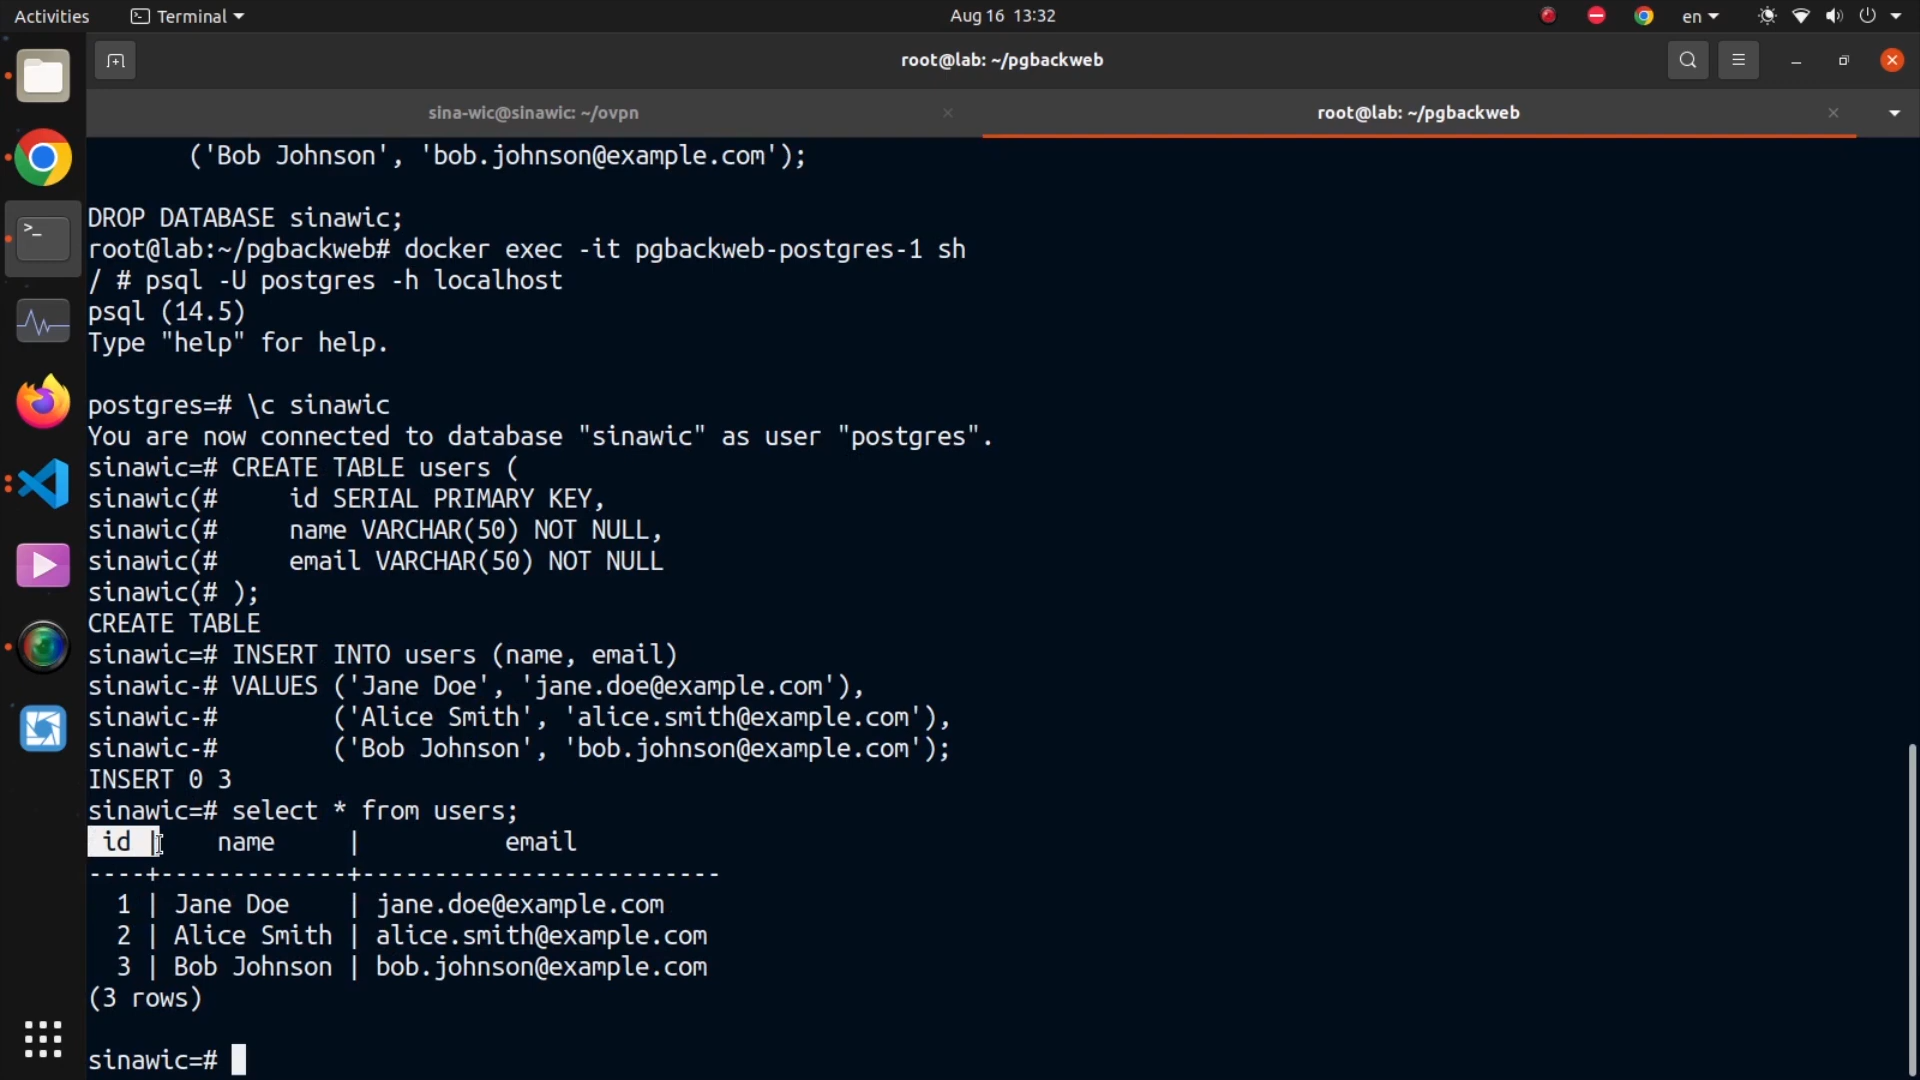 Activities
Terminal
Aug 16 13:32
en
root@lab: ~/pgbackweb
sina-wic@sinawic: ~/ovpn
root@lab: ~/pgbackweb
('Bob Johnson', 'bob.johnson@example.com');
DROP DATABASE sinawic;
root@lab:~/pgbackweb# docker exec -it pgbackweb-postgres-1 sh
/ # psql -U postgres -h localhost
psql (14.5)
Type "help" for help.
postgres=# \c sinawic
You are now connected to database "sinawic" as user "postgres".
sinawic=# CREATE TABLE users (
sinawic(#     id SERIAL PRIMARY KEY,
sinawic(#     name VARCHAR(50) NOT NULL,
sinawic(#     email VARCHAR(50) NOT NULL
sinawic(# );
CREATE TABLE
sinawic=# INSERT INTO users (name, email)
sinawic-# VALUES ('Jane Doe', 'jane.doe@example.com'),
sinawic-#        ('Alice Smith', 'alice.smith@example.com'),
sinawic-#        ('Bob Johnson', 'bob.johnson@example.com');
INSERT 0 3
sinawic=# select * from users;
 id |    name     |          email
----+-------------+-------------------------
  1 | Jane Doe    | jane.doe@example.com
  2 | Alice Smith | alice.smith@example.com
  3 | Bob Johnson | bob.johnson@example.com
(3 rows)
sinawic=#